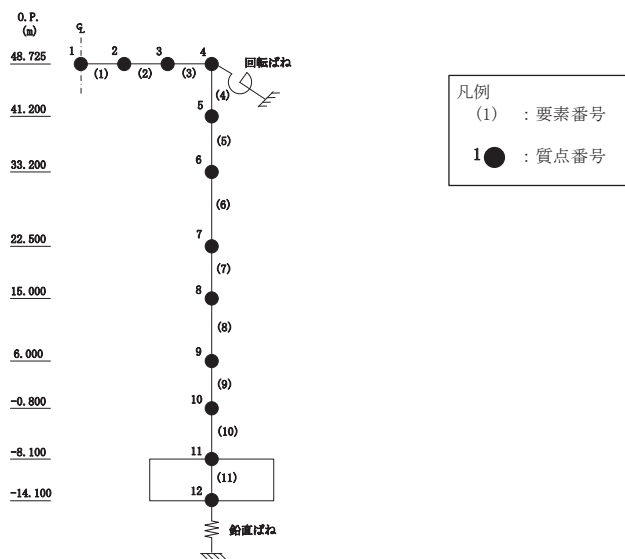 O.P.
(m)
℄
1 2 3 4
48.725
回転ばね
(1) (2) (3)
(4)
5
41.200
(5)
6
33.200
(6)
7
22.500
(7)
8
15.000
(8)
9
6.000
(9)
10
-0.800
(10)
11
-8.100
(11)
12
-14.100
鉛直ばね
凡例
(1) :要素番号
1 :質点番号